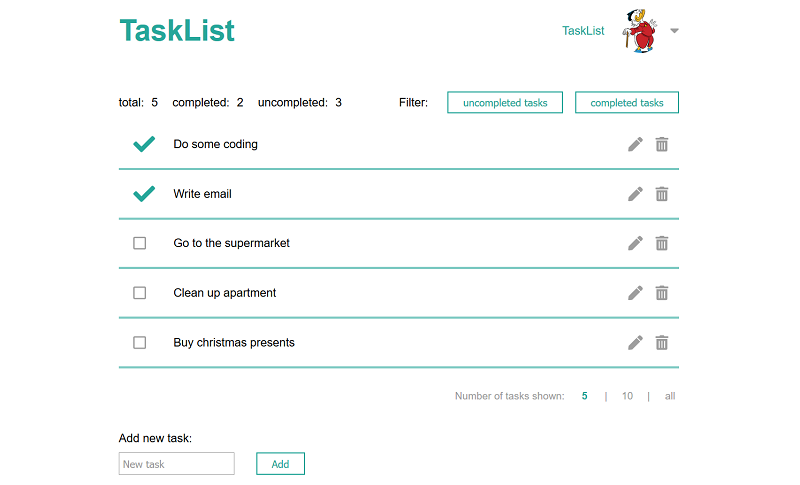 TaskList
TaskList
total: 5 completed: 2 uncompleted: 3 Filter: uncompleted tasks completed tasks
Do some coding
Write email
Go to the supermarket
Clean up apartment
Buy christmas presents
Number of tasks shown: 5 | 10 | all
Add new task:
New task Add